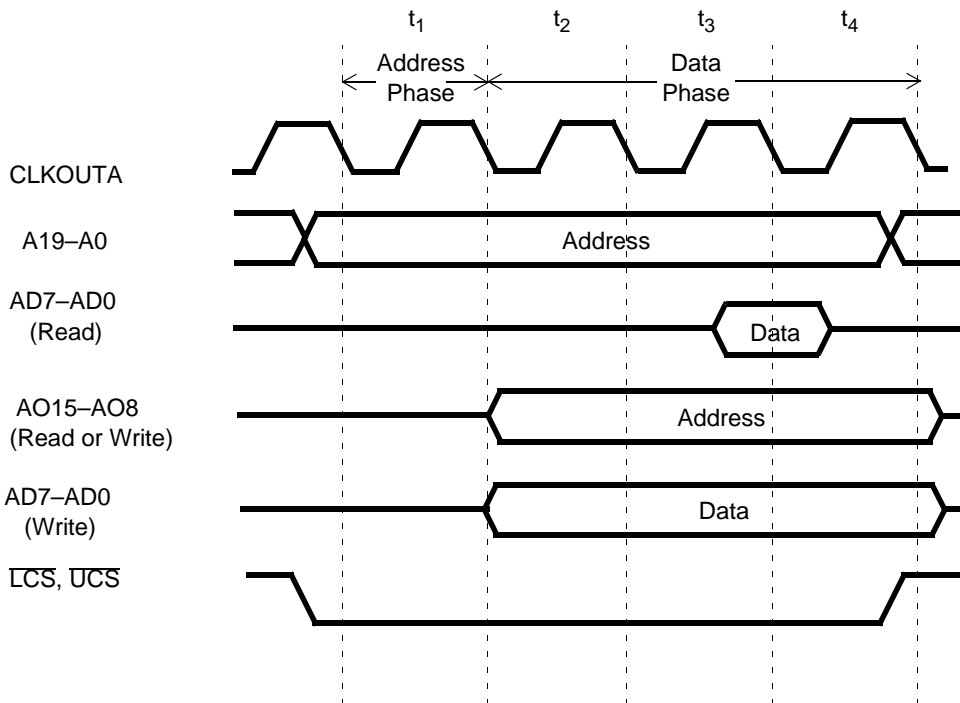 t1 t2 t3 t4
Address Phase
Data Phase
CLKOUTA
A19–A0
Address
AD7–AD0
(Read)
Data
AO15–AO8
(Read or Write)
Address
AD7–AD0
(Write)
Data
LCS, UCS